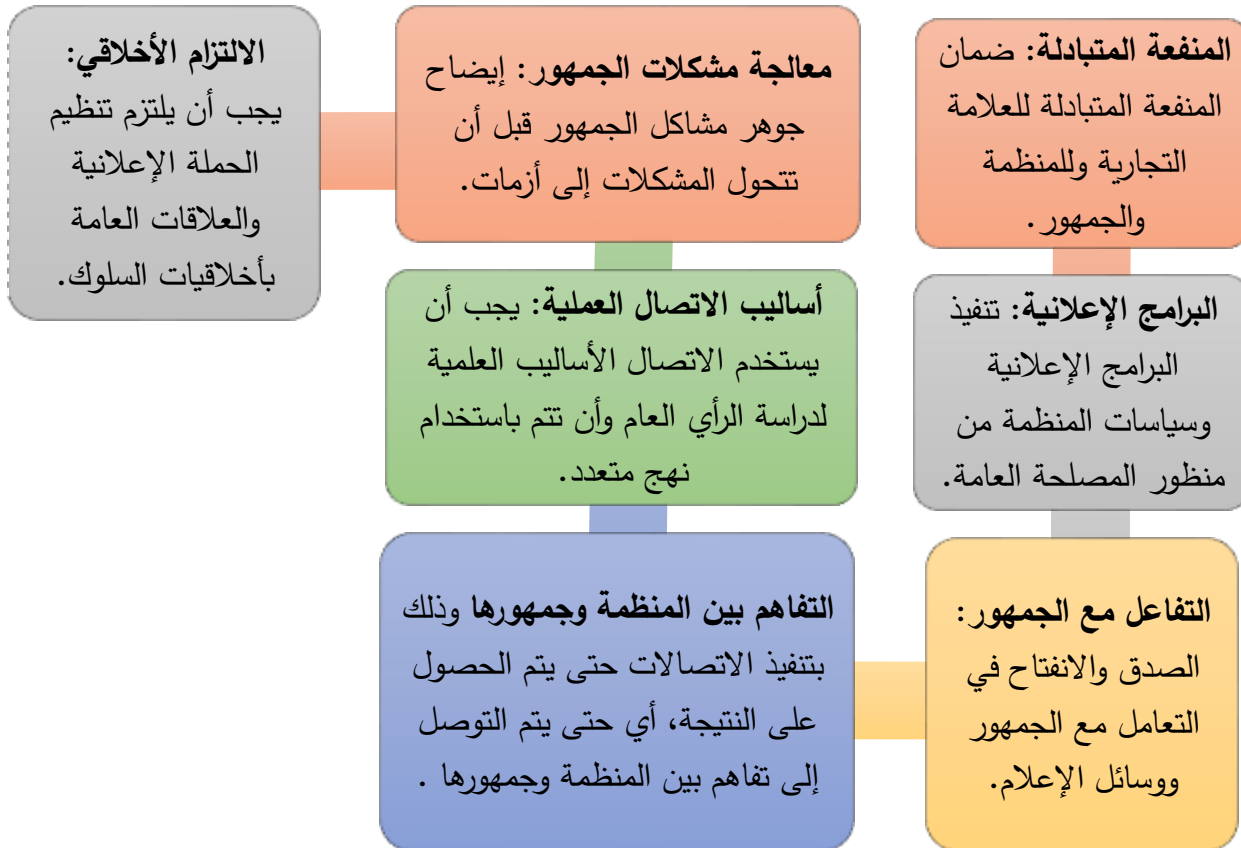 المنفعة المتبادلة: ضمان
المنفعة المتبادلة للعلامة
التجارية وللمنظمة
والجمهور.
البرامج الإعلانية: تنفيذ
البرامج الإعلانية
وسياسات المنظمة من
منظور المصلحة العامة.
التفاعل مع الجمهور:
الصدق والانفتاح في
التعامل مع الجمهور
ووسائل الإعلام.
التفاهم بين المنظمة وجمهورها وذلك
بتنفيذ الاتصالات حتى يتم الحصول
على النتيجة، أي حتى يتم التوصل
إلى تفاهم بين المنظمة وجمهورها .
أساليب الاتصال العملية: يجب أن
يستخدم الاتصال الأساليب العلمية
لدراسة الرأي العام وأن تتم باستخدام
نهج متعدد.
معالجة مشكلات الجمهور: إيضاح
جوهر مشاكل الجمهور قبل أن
تتحول المشكلات إلى أزمات.
الالتزام الأخلاقي:
يجب أن يلتزم تنظيم
الحملة الإعلانية
والعلاقات العامة
بأخلاقيات السلوك.